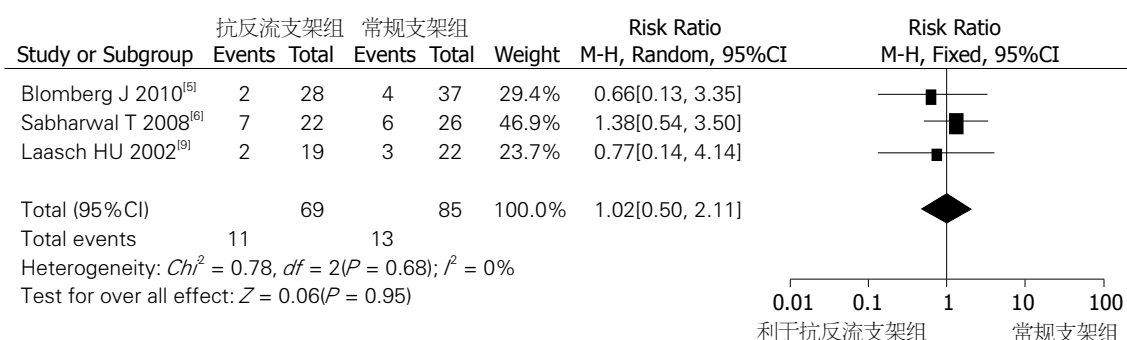 抗反流支架组 常规支架组 Risk Ratio Risk Ratio
Study or Subgroup Events Total Events Total Weight M-H, Random, 95%CI M-H, Fixed, 95%CI
Blomberg J 2010[5] 2 28 4 37 29.4% 0.66[0.13, 3.35]
Sabharwal T 2008[6] 7 22 6 26 46.9% 1.38[0.54, 3.50]
Laasch HU 2002[9] 2 19 3 22 23.7% 0.77[0.14, 4.14]
Total (95%CI) 69 85 100.0% 1.02[0.50, 2.11]
Total events 11 13
Heterogeneity: Chi² = 0.78, df = 2(P = 0.68); I² = 0%
Test for over all effect: Z = 0.06(P = 0.95)
0.01 0.1 1 10 100
利于抗反流支架组 常规支架组